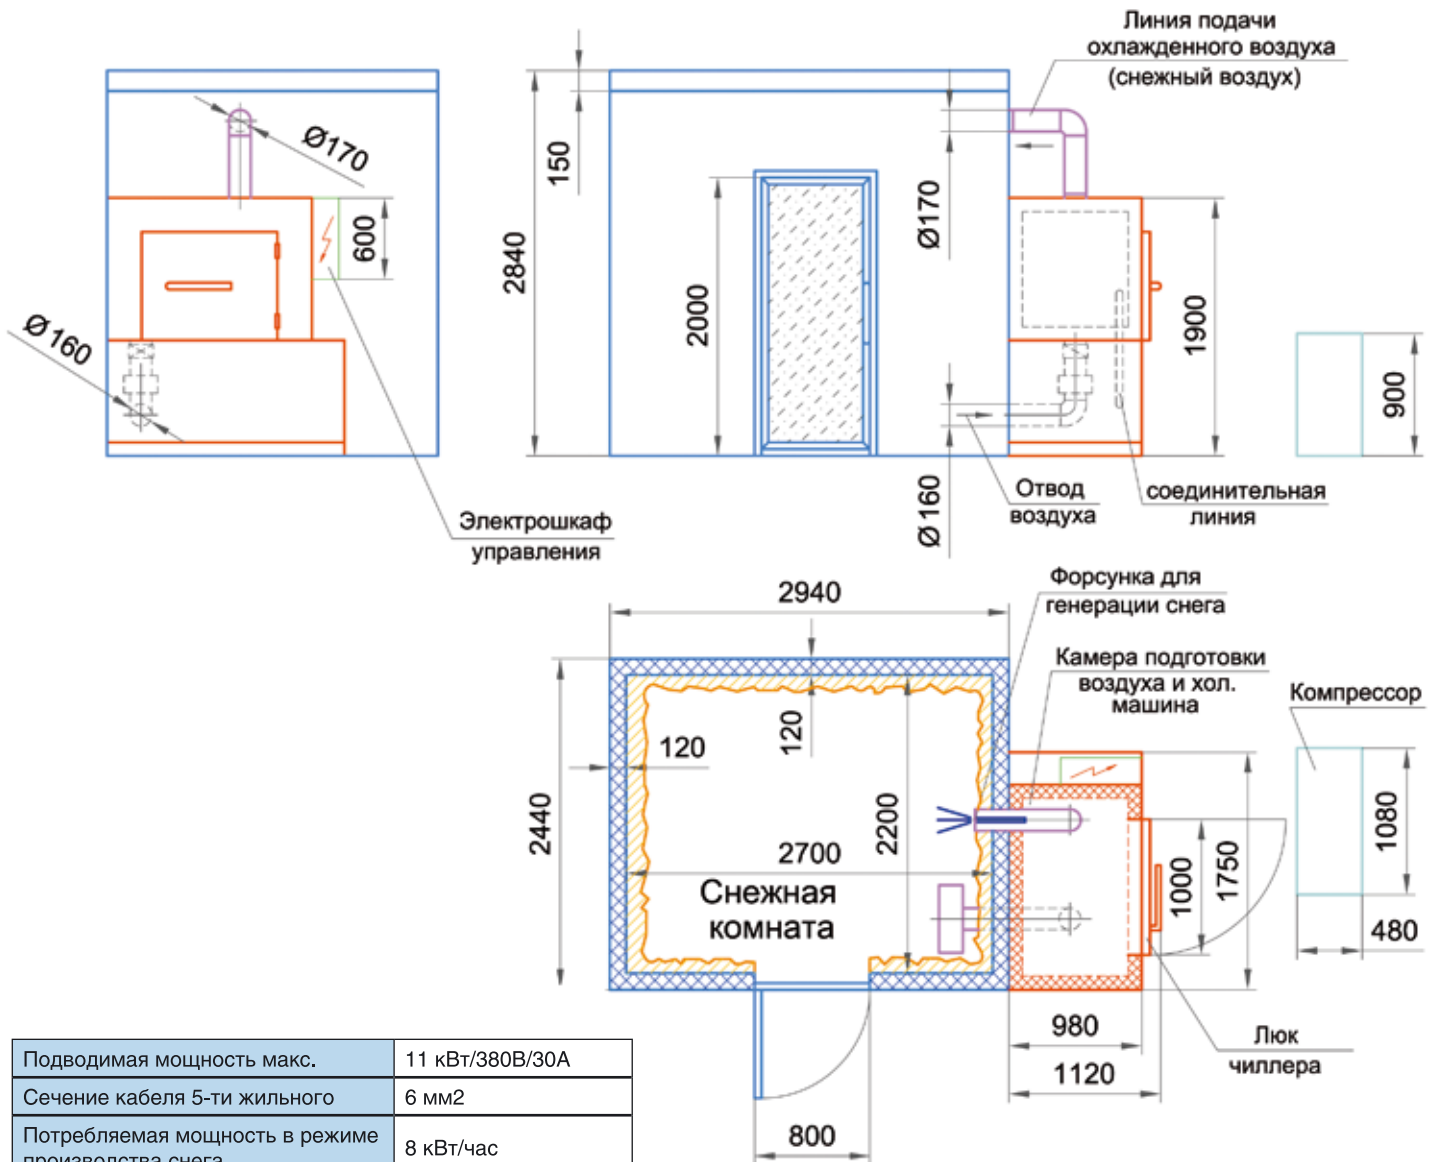 Линия подачи
охлажденного воздуха
(снежный воздух)
Ø170
150
600
2840
2000
Ø170
1900
900
Ø160
Ø160
Отвод
воздуха
соединительная
линия
Электрошкаф
управления
2940
Форсунка для
генерации снега
Камера подготовки
воздуха и хол.
машина
Компрессор
120
120
2440
2200
2700
Снежная
комната
1000
1750
1080
480
980
1120
Люк
чиллера
800
Подводимая мощность макс. 11 кВт/380В/30А
Сечение кабеля 5-ти жильного 6 мм2
Потребляемая мощность в режиме
производства снега 8 кВт/час